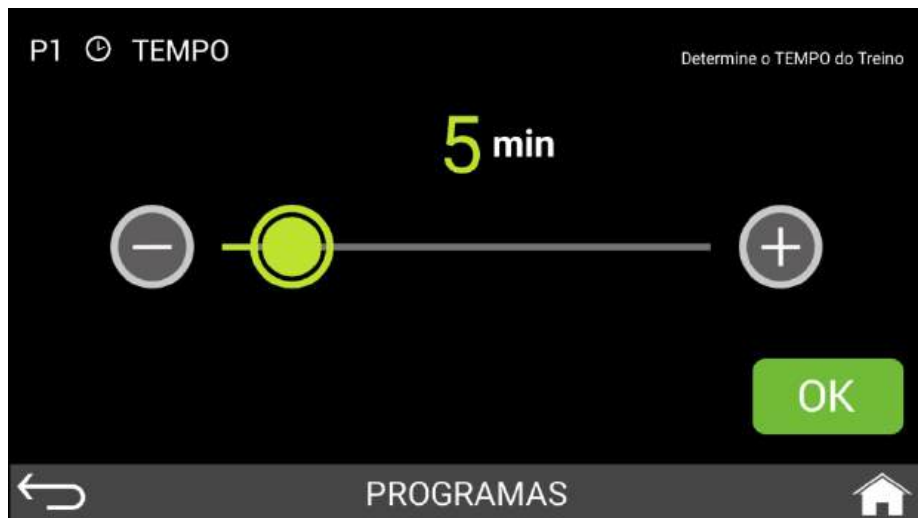 P1 TEMPO
Determine o TEMPO do Treino
5 min
OK
PROGRAMAS